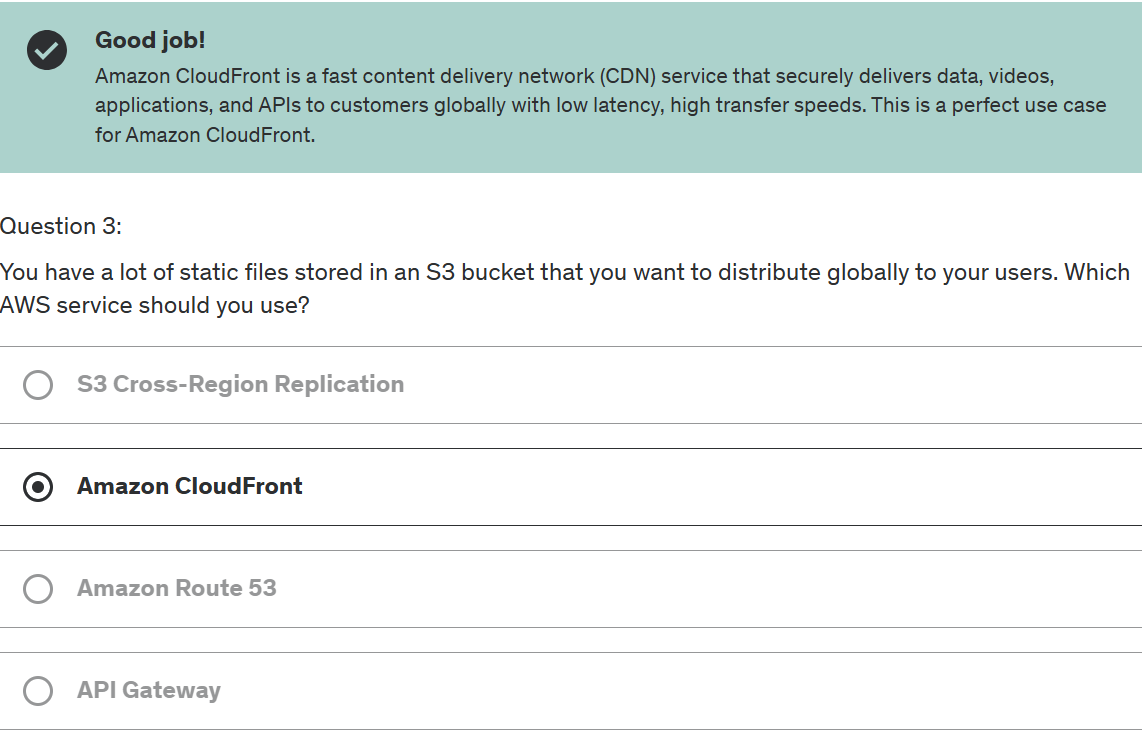 Good job!
Amazon CloudFront is a fast content delivery network (CDN) service that securely delivers data, videos,
applications, and APIs to customers globally with low latency, high transfer speeds. This is a perfect use case
for Amazon CloudFront.
Question 3:
You have a lot of static files stored in an S3 bucket that you want to distribute globally to your users. Which
AWS service should you use?
S3 Cross-Region Replication
Amazon CloudFront
Amazon Route 53
API Gateway